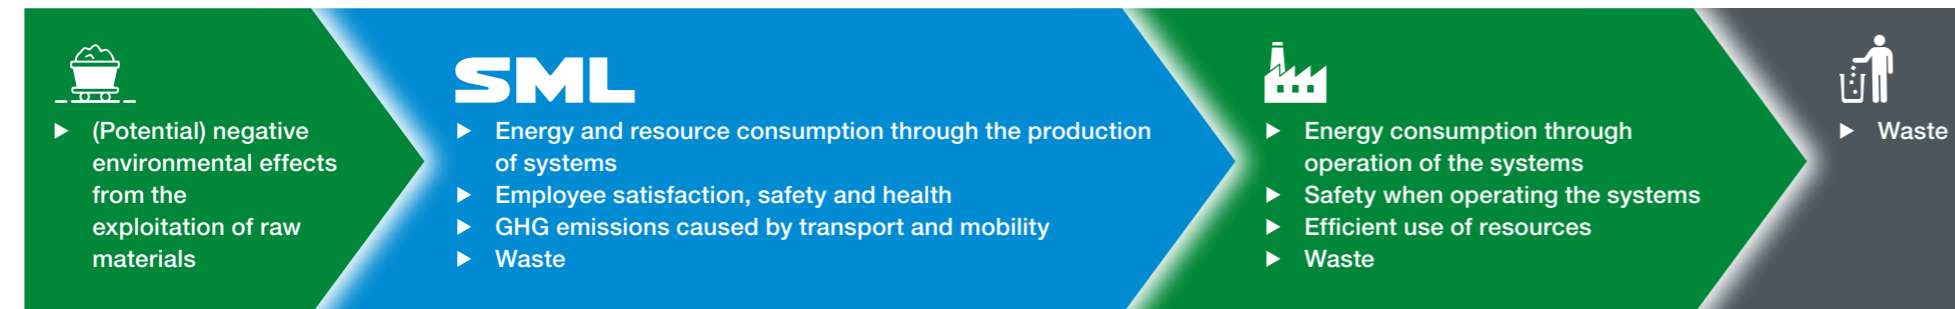 (Potential) negative
environmental effects
from the
exploitation of raw
materials
SML
Energy and resource consumption through the production
of systems
Employee satisfaction, safety and health
GHG emissions caused by transport and mobility
Waste
Energy consumption through
operation of the systems
Safety when operating the systems
Efficient use of resources
Waste
Waste